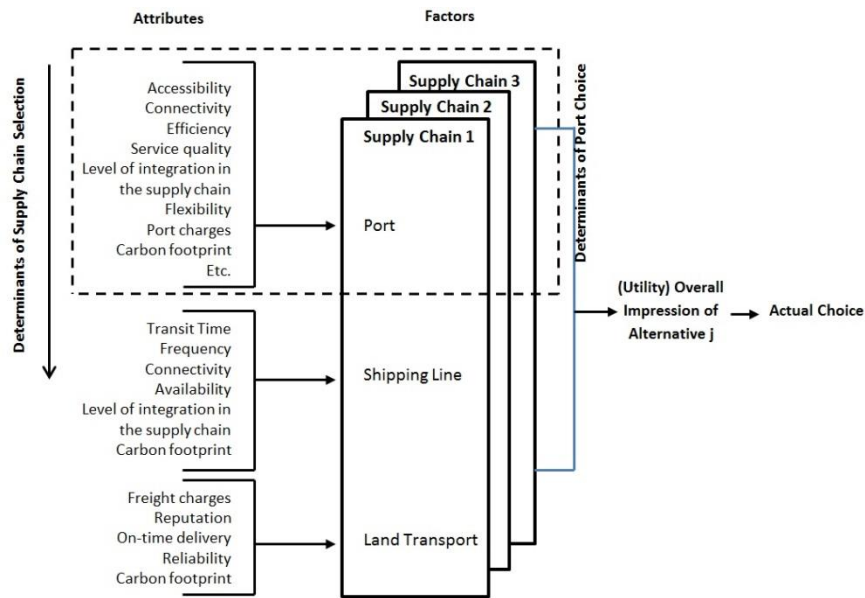 Attributes
Factors
Determinants of Supply Chain Selection
Accessibility
Connectivity
Efficiency
Service quality
Level of integration in
the supply chain
Flexibility
Port charges
Carbon footprint
Etc.
Supply Chain 3
Supply Chain 2
Supply Chain 1
Port
Determinants of Port Choice
Transit Time
Frequency
Connectivity
Availability
Level of integration in
the supply chain
Carbon footprint
Shipping Line
(Utility) Overall
Impression of
Alternative j
Actual Choice
Freight charges
Reputation
On-time delivery
Reliability
Carbon footprint
Land Transport